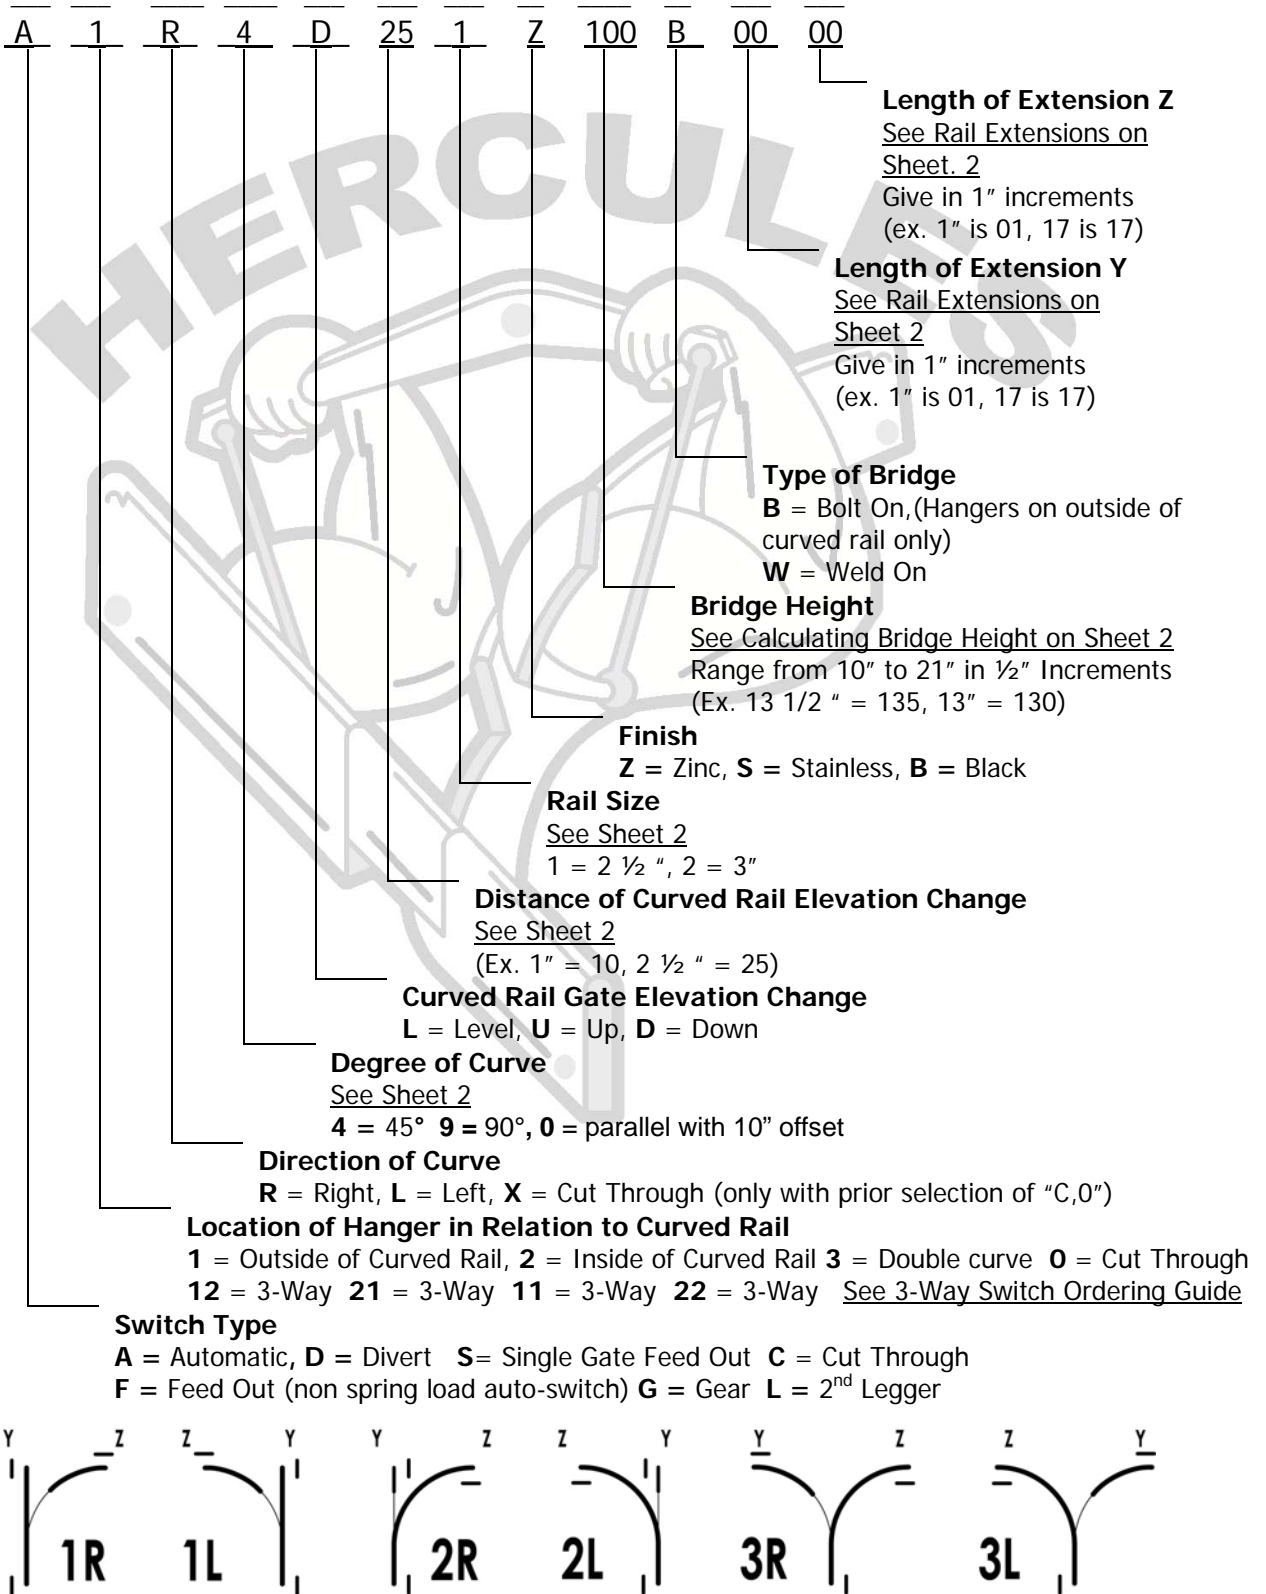 A 1 R 4 D 25 1 Z 100 B 00 00
HERCULES
Length of Extension Z
See Rail Extensions on
Sheet. 2
Give in 1” increments
(ex. 1” is 01, 17 is 17)
Length of Extension Y
See Rail Extensions on
Sheet 2
Give in 1” increments
(ex. 1” is 01, 17 is 17)
Type of Bridge
B = Bolt On,(Hangers on outside of
curved rail only)
W = Weld On
Bridge Height
See Calculating Bridge Height on Sheet 2
Range from 10” to 21” in ½” Increments
(Ex. 13 1/2 “ = 135, 13” = 130)
Finish
Z = Zinc, S = Stainless, B = Black
Rail Size
See Sheet 2
1 = 2 ½ “, 2 = 3”
Distance of Curved Rail Elevation Change
See Sheet 2
(Ex. 1” = 10, 2 ½ “ = 25)
Curved Rail Gate Elevation Change
L = Level, U = Up, D = Down
Degree of Curve
See Sheet 2
4 = 45° 9 = 90°, 0 = parallel with 10” offset
Direction of Curve
R = Right, L = Left, X = Cut Through (only with prior selection of “C,0”)
Location of Hanger in Relation to Curved Rail
1 = Outside of Curved Rail, 2 = Inside of Curved Rail 3 = Double curve 0 = Cut Through
12 = 3-Way 21 = 3-Way 11 = 3-Way 22 = 3-Way See 3-Way Switch Ordering Guide
Switch Type
A = Automatic, D = Divert S= Single Gate Feed Out C = Cut Through
F = Feed Out (non spring load auto-switch) G = Gear L = 2nd Legger
Y Z Z Y Y Z Z Y Y Z Z Y
1R 1L 2R 2L 3R 3L